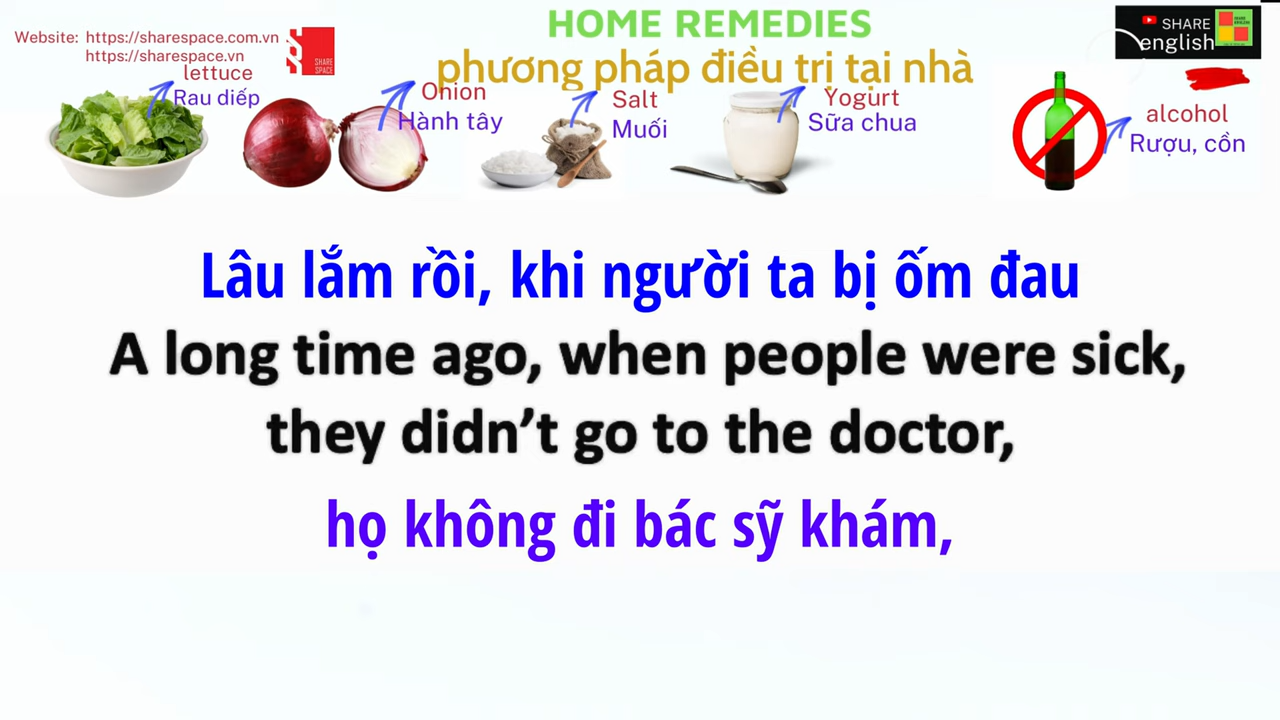 HOME REMEDIES
phương pháp điều trị tại nhà
Website: https://sharespace.com.vn
https://sharespace.vn
SHARE
SPACE
SHARE
english
lettuce
Rau diếp
Onion
Hành tây
Salt
Muối
Yogurt
Sữa chua
alcohol
Rượu, cồn
Lâu lắm rồi, khi người ta bị ốm đau
A long time ago, when people were sick,
they didn’t go to the doctor,
họ không đi bác sỹ khám,